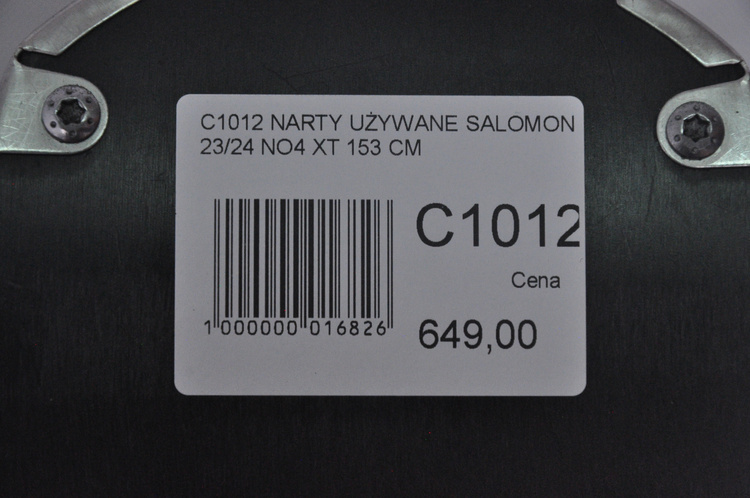 C1012 NARTY UŻYWANE SALOMON
23/24 NO4 XT 153 CM
C1012
Cena
1 000000 016826
649,00